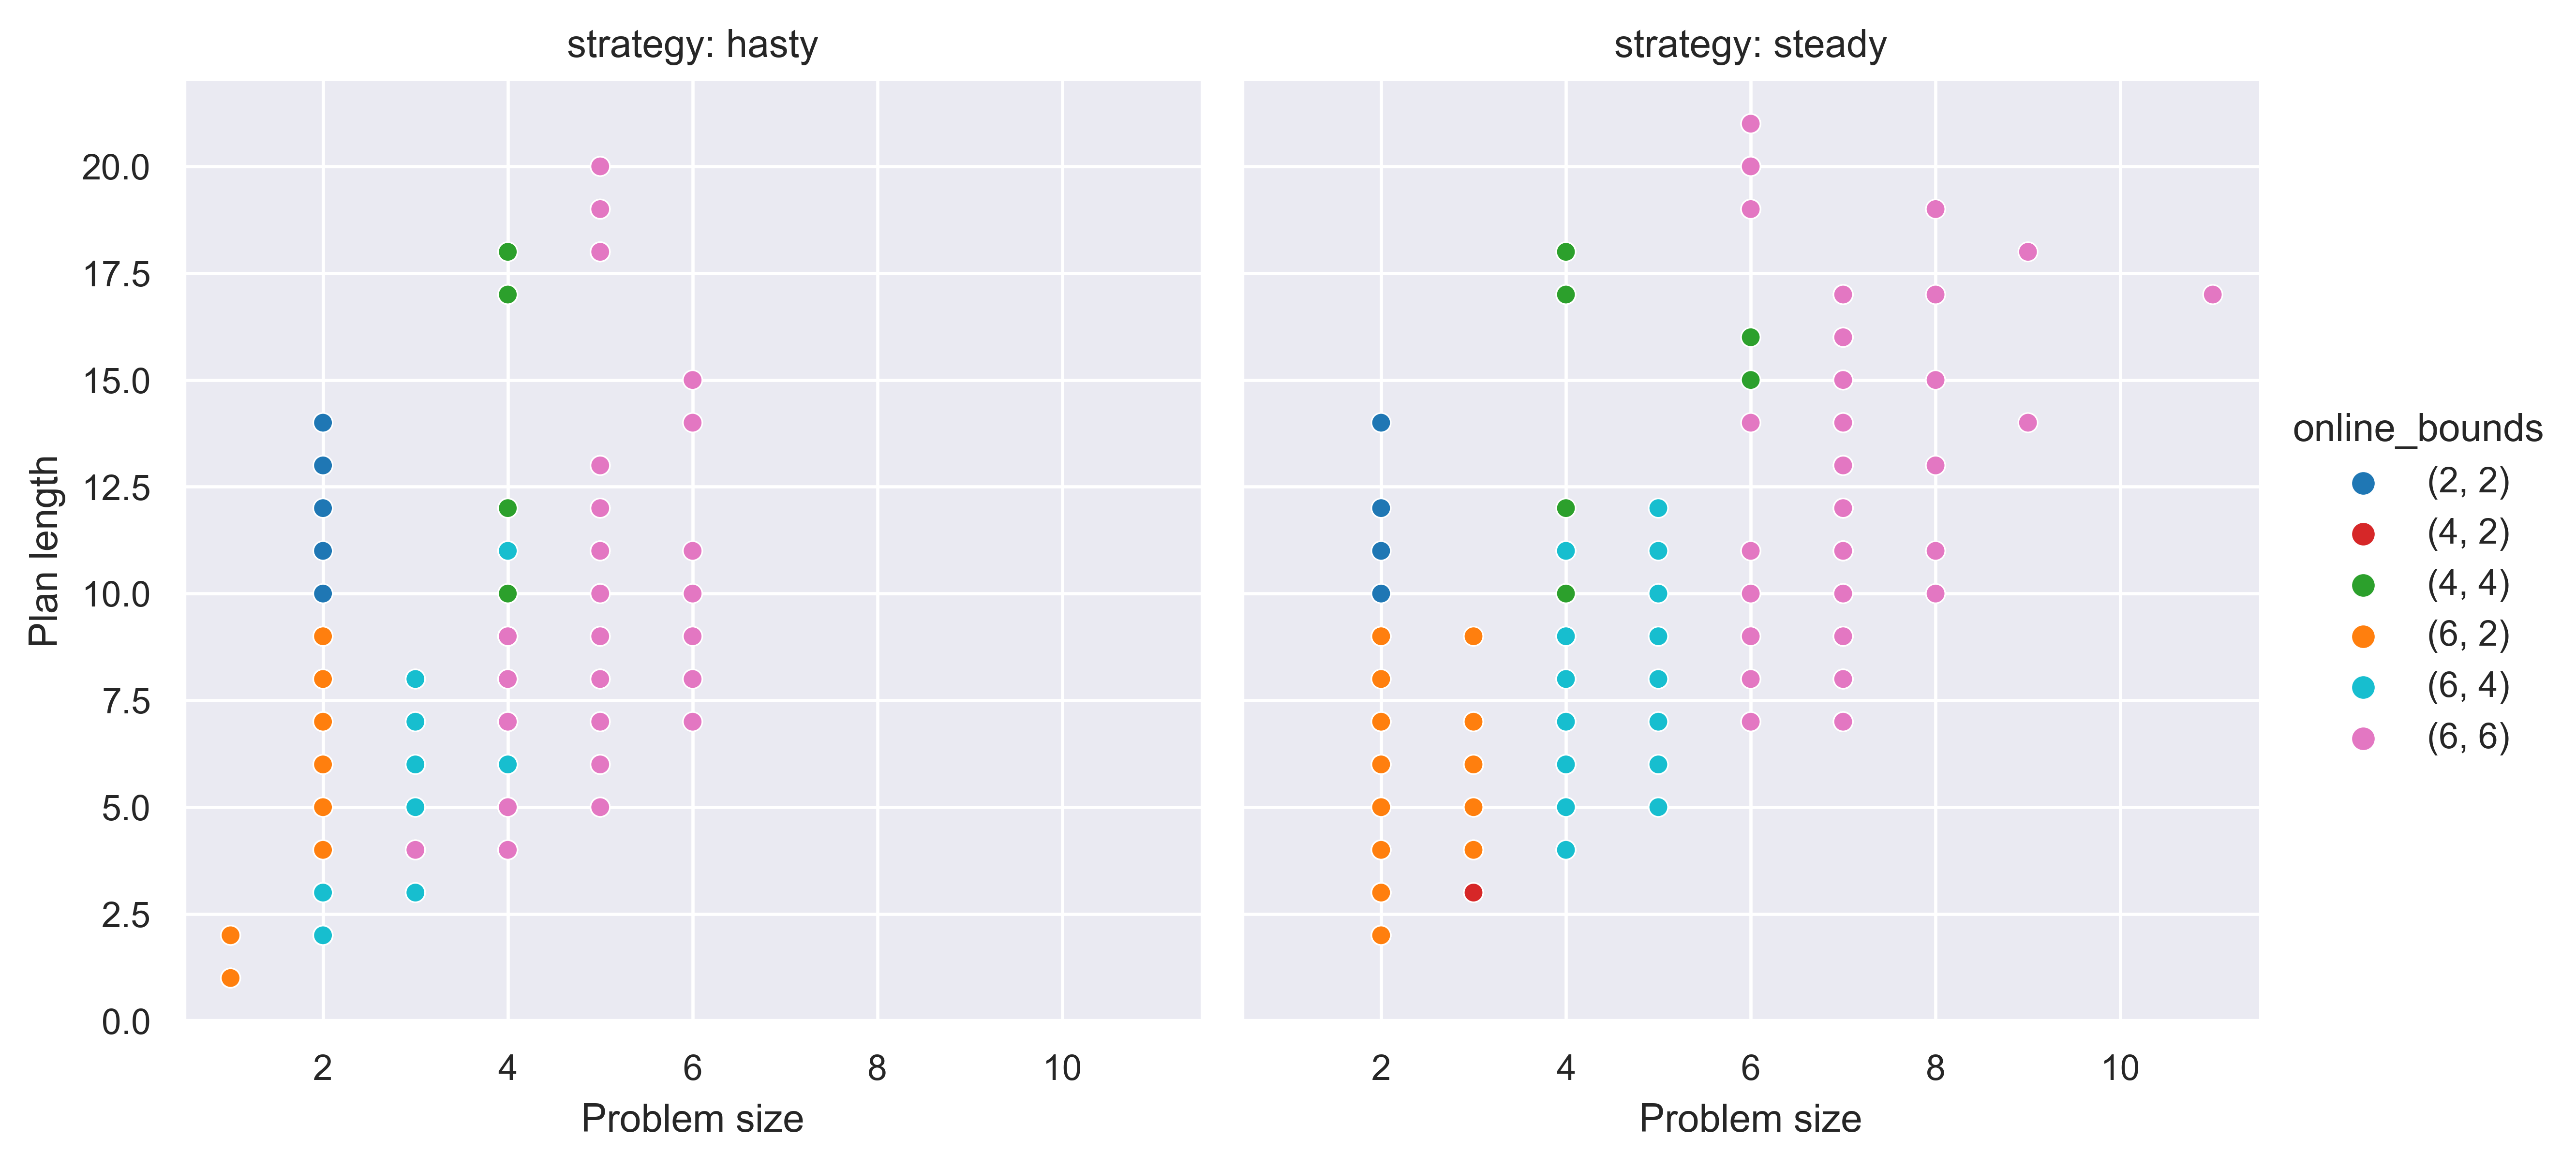 strategy: hasty
strategy: steady
Plan length
20.0
17.5
15.0
12.5
10.0
7.5
5.0
2.5
0.0
2 4 6 8 10
2 4 6 8 10
Problem size
Problem size
online_bounds
(2, 2)
(4, 2)
(4, 4)
(6, 2)
(6, 4)
(6, 6)